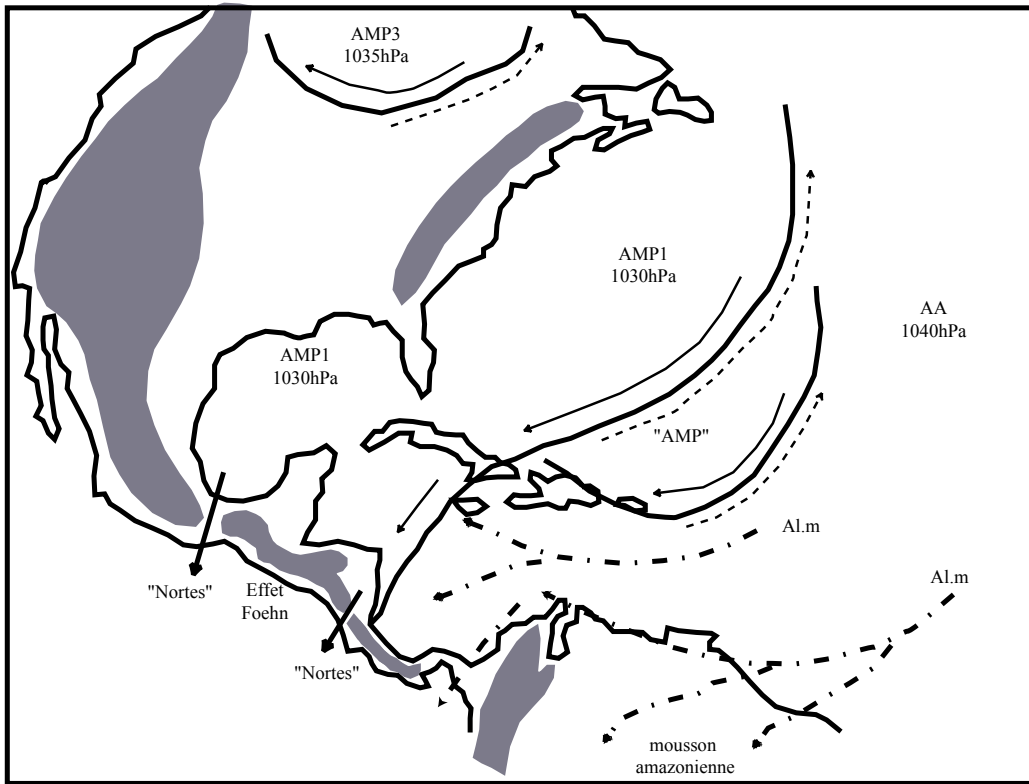 AMP3
1035hPa
AMP1
1030hPa
AA
1040hPa
AMP1
1030hPa
"AMP"
Al.m
"Nortes"
Effet
Foehn
Al.m
"Nortes"
mousson
amazonienne